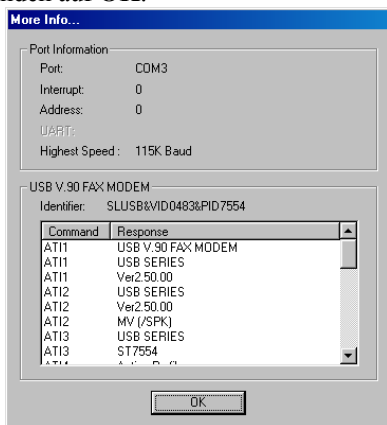 auf OK.
More Info...
Port Information
Port: COM3
Interrupt: 0
Address: 0
UART:
Highest Speed : 115K Baud
USB V.90 FAX MODEM
Identifier: SLUSB&VID0483&PID7554
Command Response
ATI1 USB V.90 FAX MODEM
ATI1 USB SERIES
ATI1 Ver2.50.00
ATI2 USB SERIES
ATI2 Ver2.50.00
ATI2 MV (/SPK)
ATI3 USB SERIES
ATI3 ST7554
OK